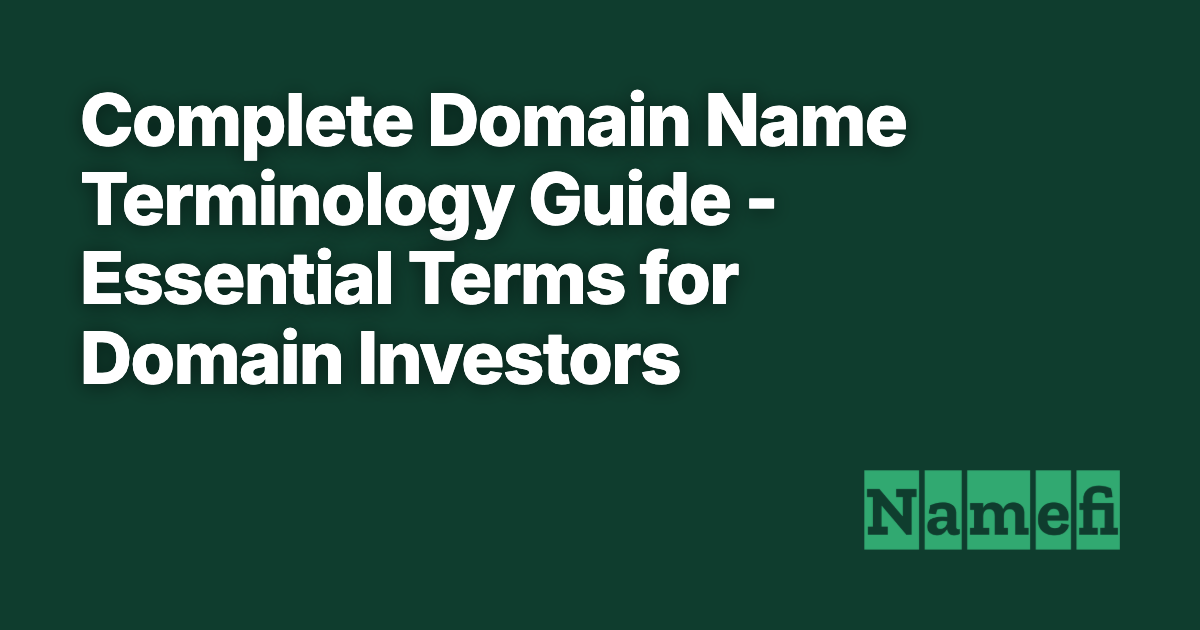 Complete Domain Name
Terminology Guide -
Essential Terms for
Domain Investors
Namefi